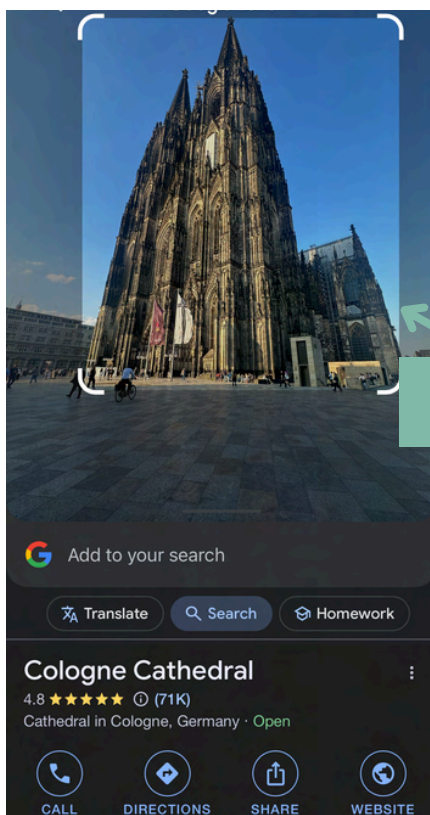 Add to your search
Translate Search Homework
Cologne Cathedral
4.8 (71K)
Cathedral in Cologne, Germany · Open
CALL DIRECTIONS SHARE WEBSITE